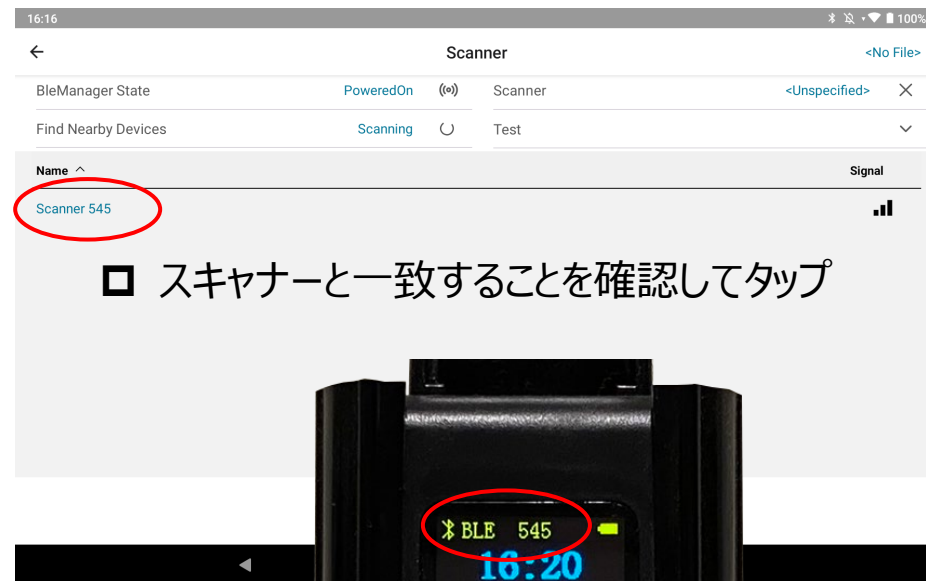 16:16 100%
Scanner <No File>
BleManager State PoweredOn Scanner <Unspecified>
Find Nearby Devices Scanning Test
Name Signal
Scanner 545
スキャナーと一致することを確認してタップ
BLE 545
16:20